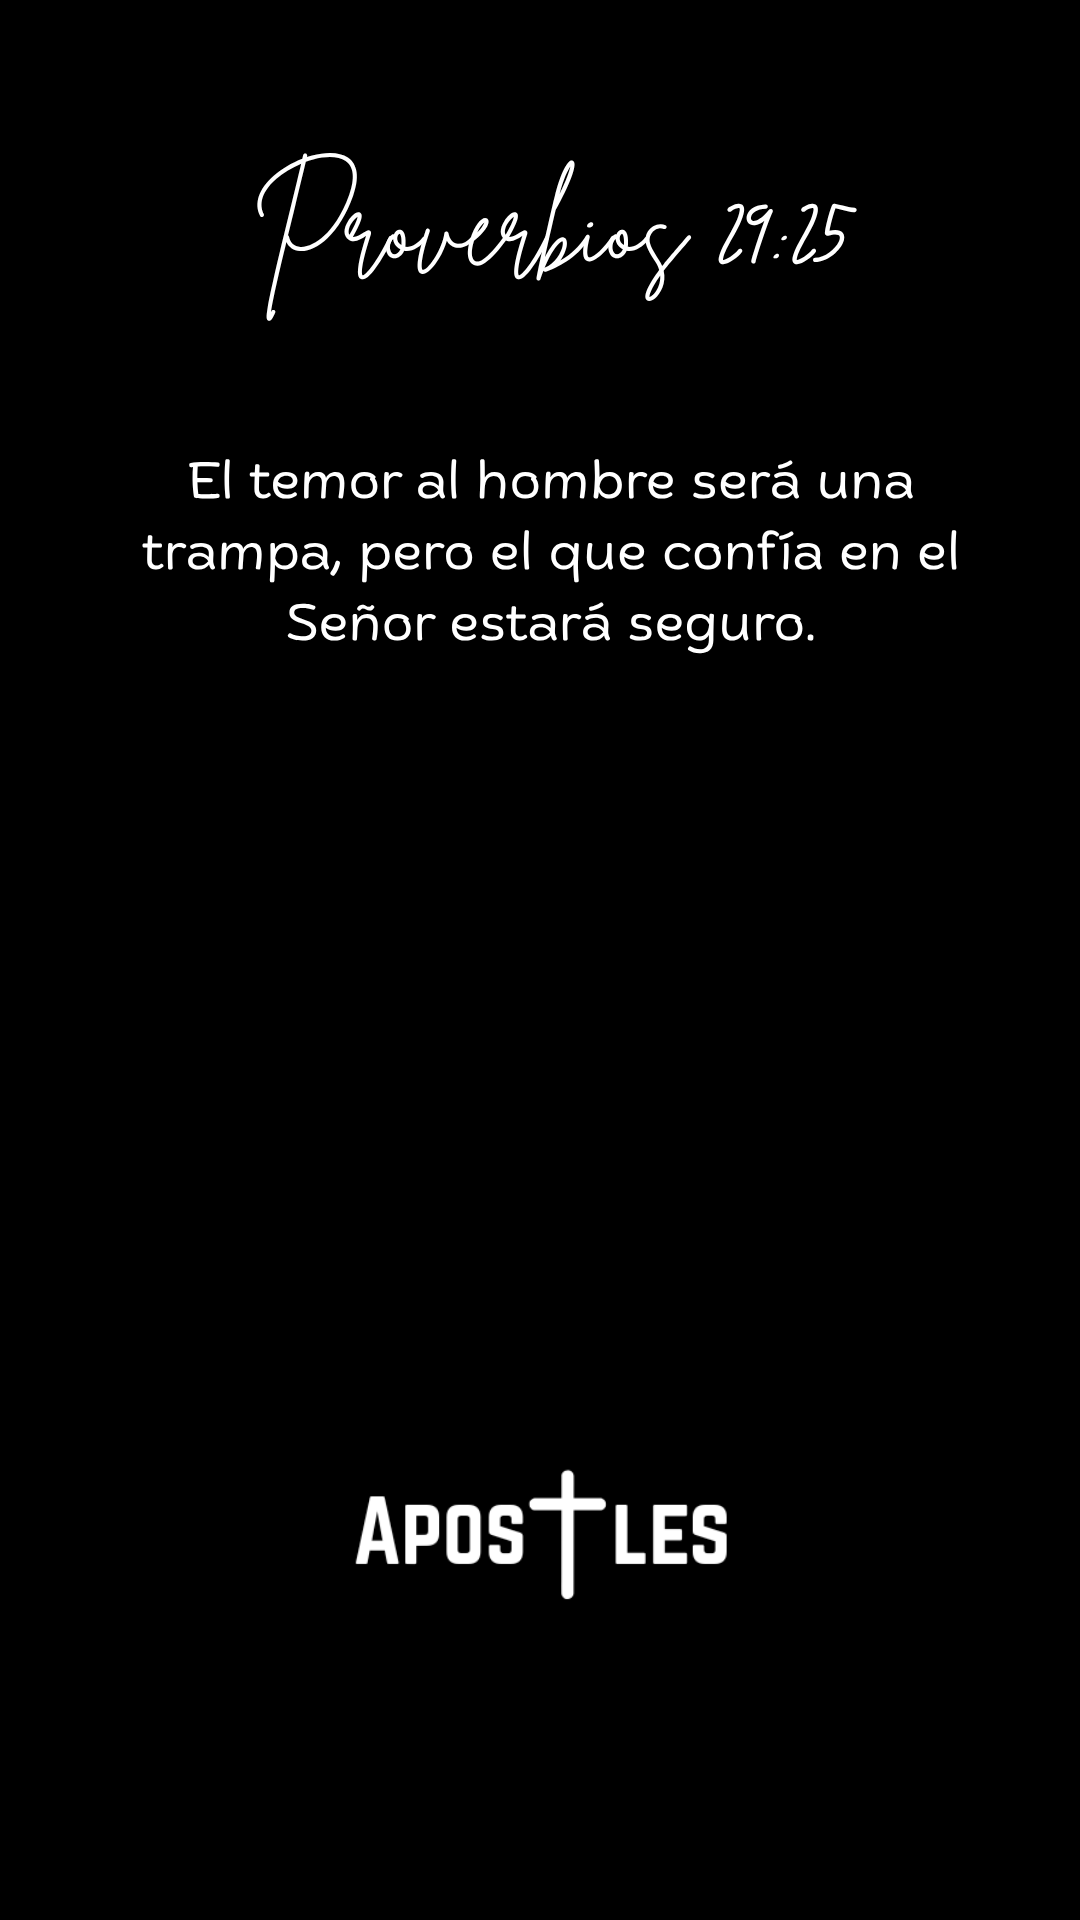 Proverbios 29:25
El temor al hombre será una
trampa, pero el que confía en el
Señor estará seguro.
APOSTLES